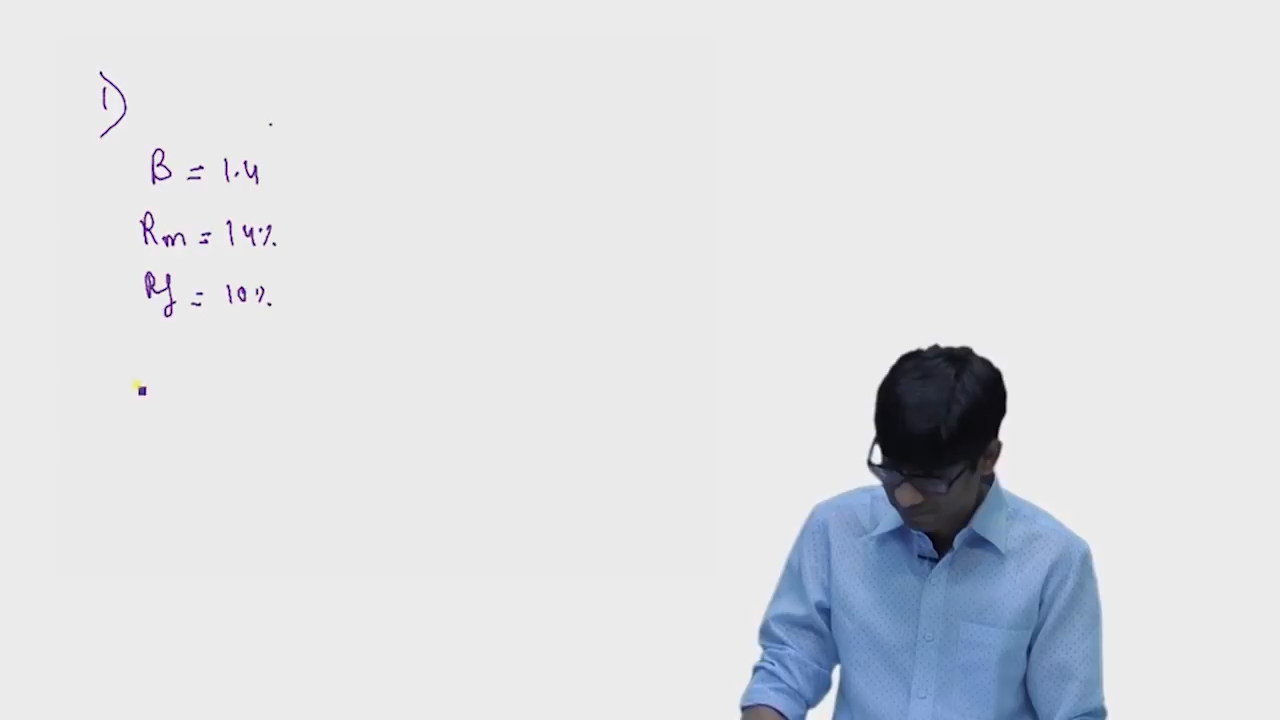 1)
B = 1.4
Rm = 14%
Rf = 10%